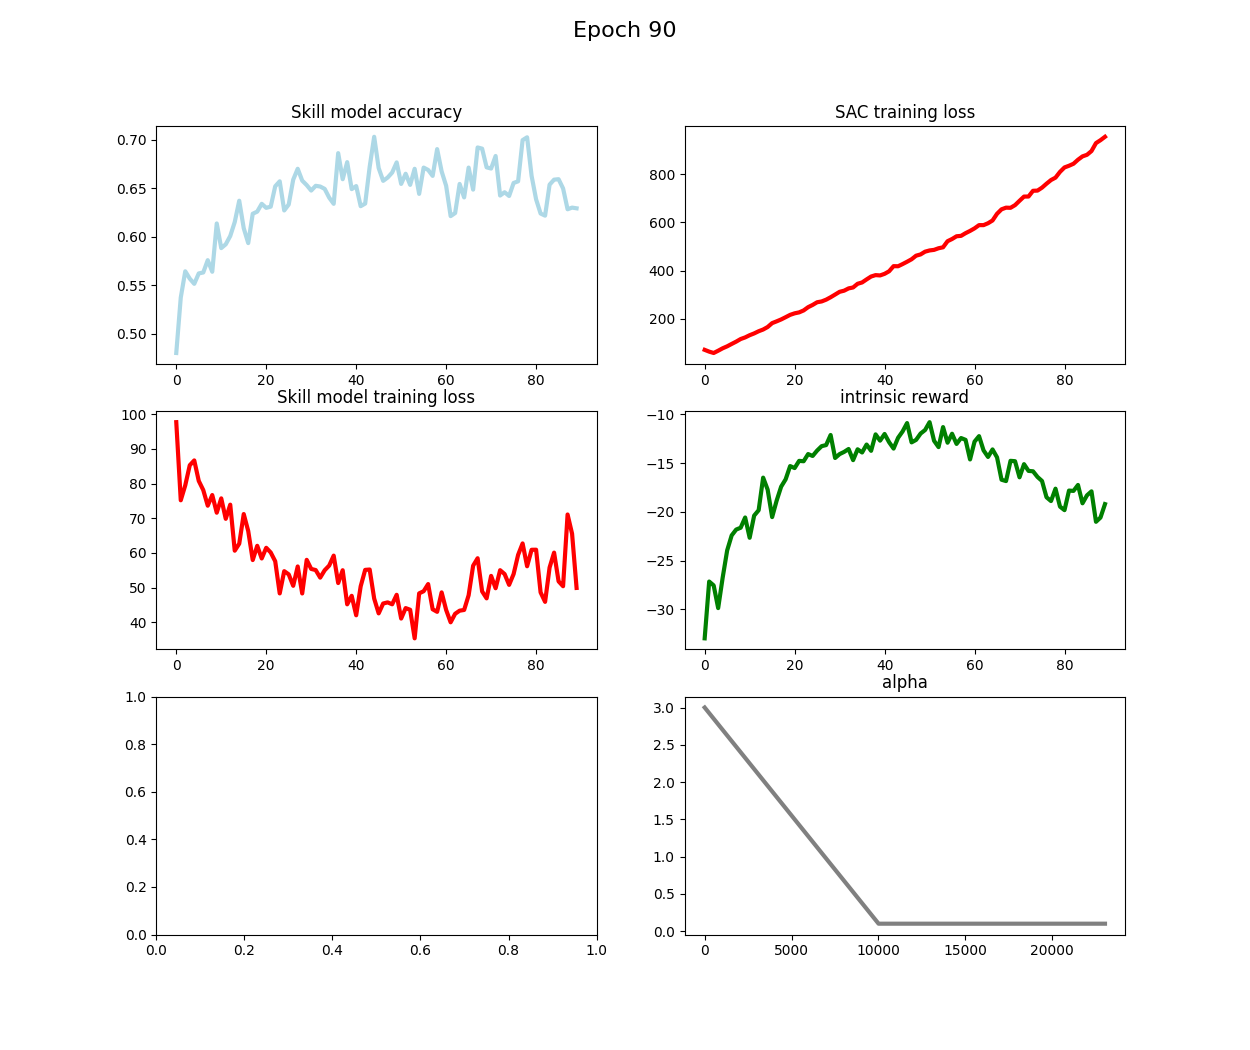 Epoch 90
Skill model accuracy
0.70
0.65
0.60
0.55
0.50
0 20 40 60 80
SAC training loss
800
600
400
200
0 20 40 60 80
Skill model training loss
100
90
80
70
60
50
40
0 20 40 60 80
intrinsic reward
−10
−15
−20
−25
−30
0 20 40 60 80
1.0
0.8
0.6
0.4
0.2
0.0
0.0 0.2 0.4 0.6 0.8 1.0
alpha
3.0
2.5
2.0
1.5
1.0
0.5
0.0
0 5000 10000 15000 20000